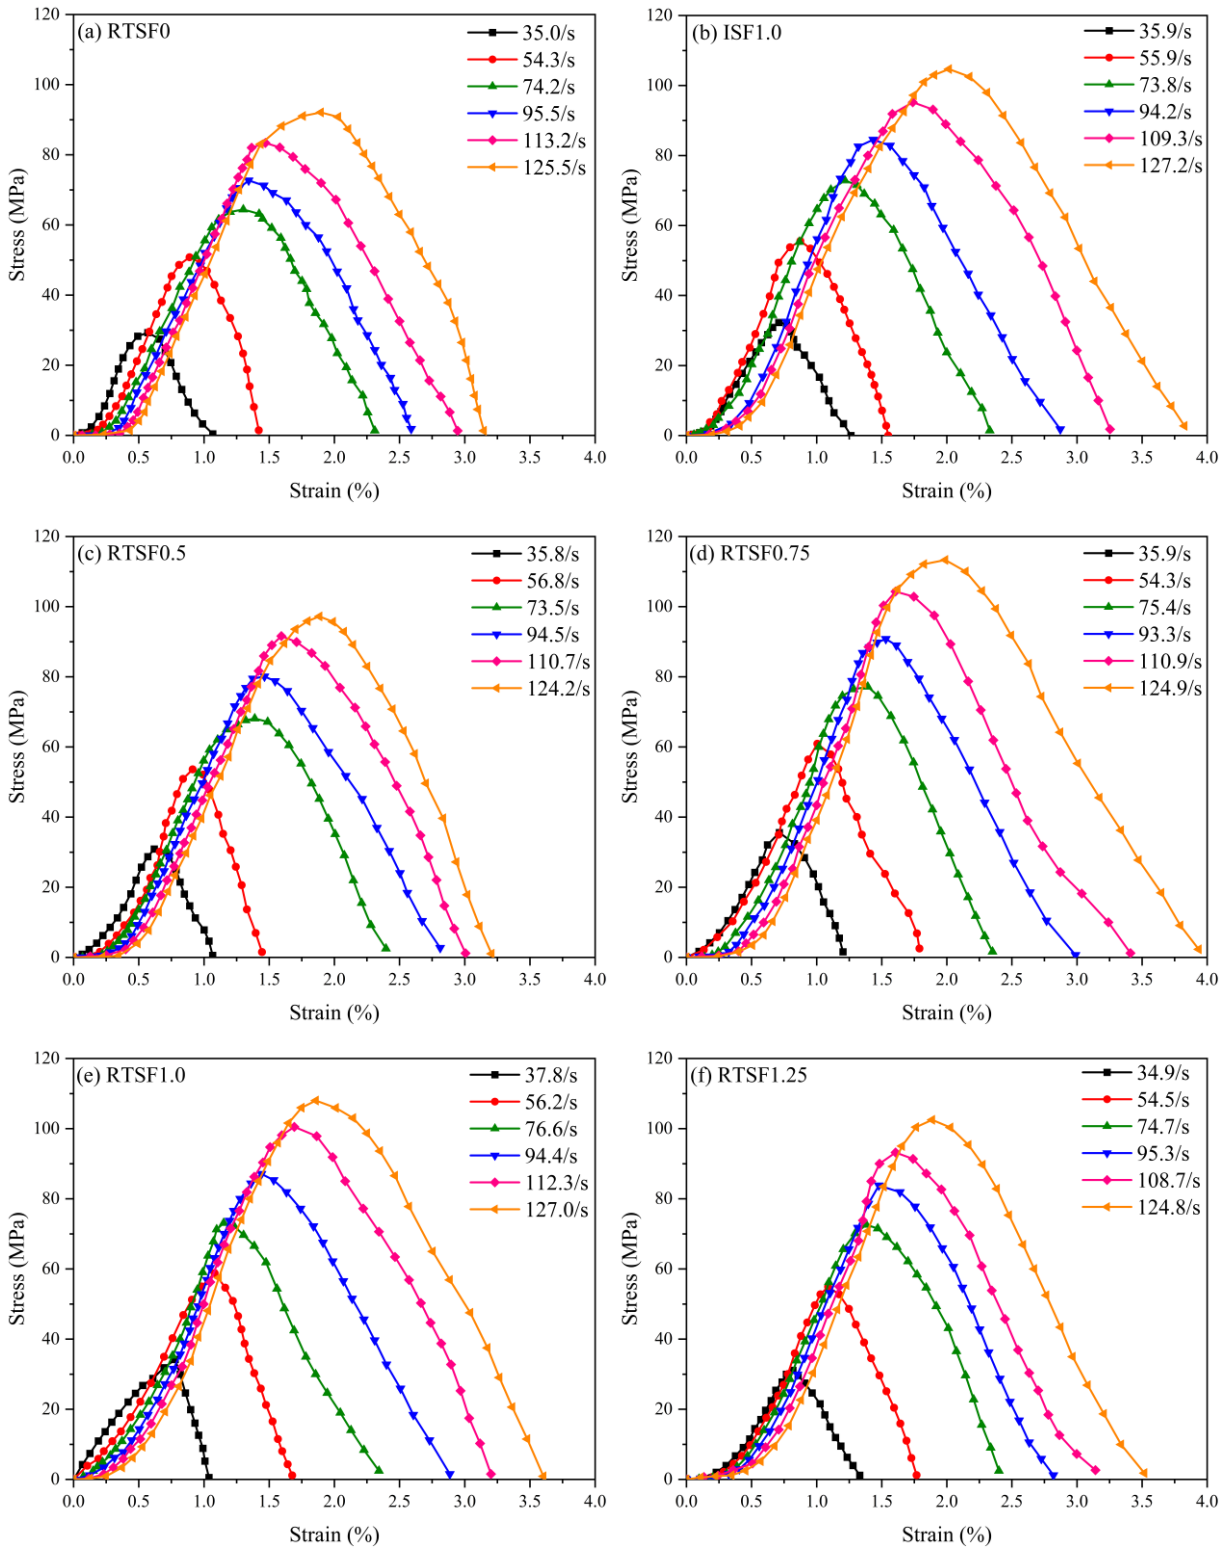 (a) RTSF0
35.0/s
54.3/s
74.2/s
95.5/s
113.2/s
125.5/s
120
100
80
60
40
20
0
Stress (MPa)
0.0 0.5 1.0 1.5 2.0 2.5 3.0 3.5 4.0
Strain (%)
(b) ISF1.0
35.9/s
55.9/s
73.8/s
94.2/s
109.3/s
127.2/s
120
100
80
60
40
20
0
Stress (MPa)
0.0 0.5 1.0 1.5 2.0 2.5 3.0 3.5 4.0
Strain (%)
(c) RTSF0.5
35.8/s
56.8/s
73.5/s
94.5/s
110.7/s
124.2/s
120
100
80
60
40
20
0
Stress (MPa)
0.0 0.5 1.0 1.5 2.0 2.5 3.0 3.5 4.0
Strain (%)
(d) RTSF0.75
35.9/s
54.3/s
75.4/s
93.3/s
110.9/s
124.9/s
120
100
80
60
40
20
0
Stress (MPa)
0.0 0.5 1.0 1.5 2.0 2.5 3.0 3.5 4.0
Strain (%)
(e) RTSF1.0
37.8/s
56.2/s
76.6/s
94.4/s
112.3/s
127.0/s
120
100
80
60
40
20
0
Stress (MPa)
0.0 0.5 1.0 1.5 2.0 2.5 3.0 3.5 4.0
Strain (%)
(f) RTSF1.25
34.9/s
54.5/s
74.7/s
95.3/s
108.7/s
124.8/s
120
100
80
60
40
20
0
Stress (MPa)
0.0 0.5 1.0 1.5 2.0 2.5 3.0 3.5 4.0
Strain (%)